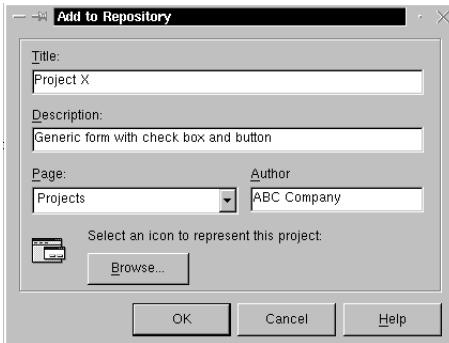 Add to Repository
Title:
Project X
Description:
Generic form with check box and button
Page:
Author
Projects
ABC Company
Select an icon to represent this project:
Browse...
OK
Cancel
Help